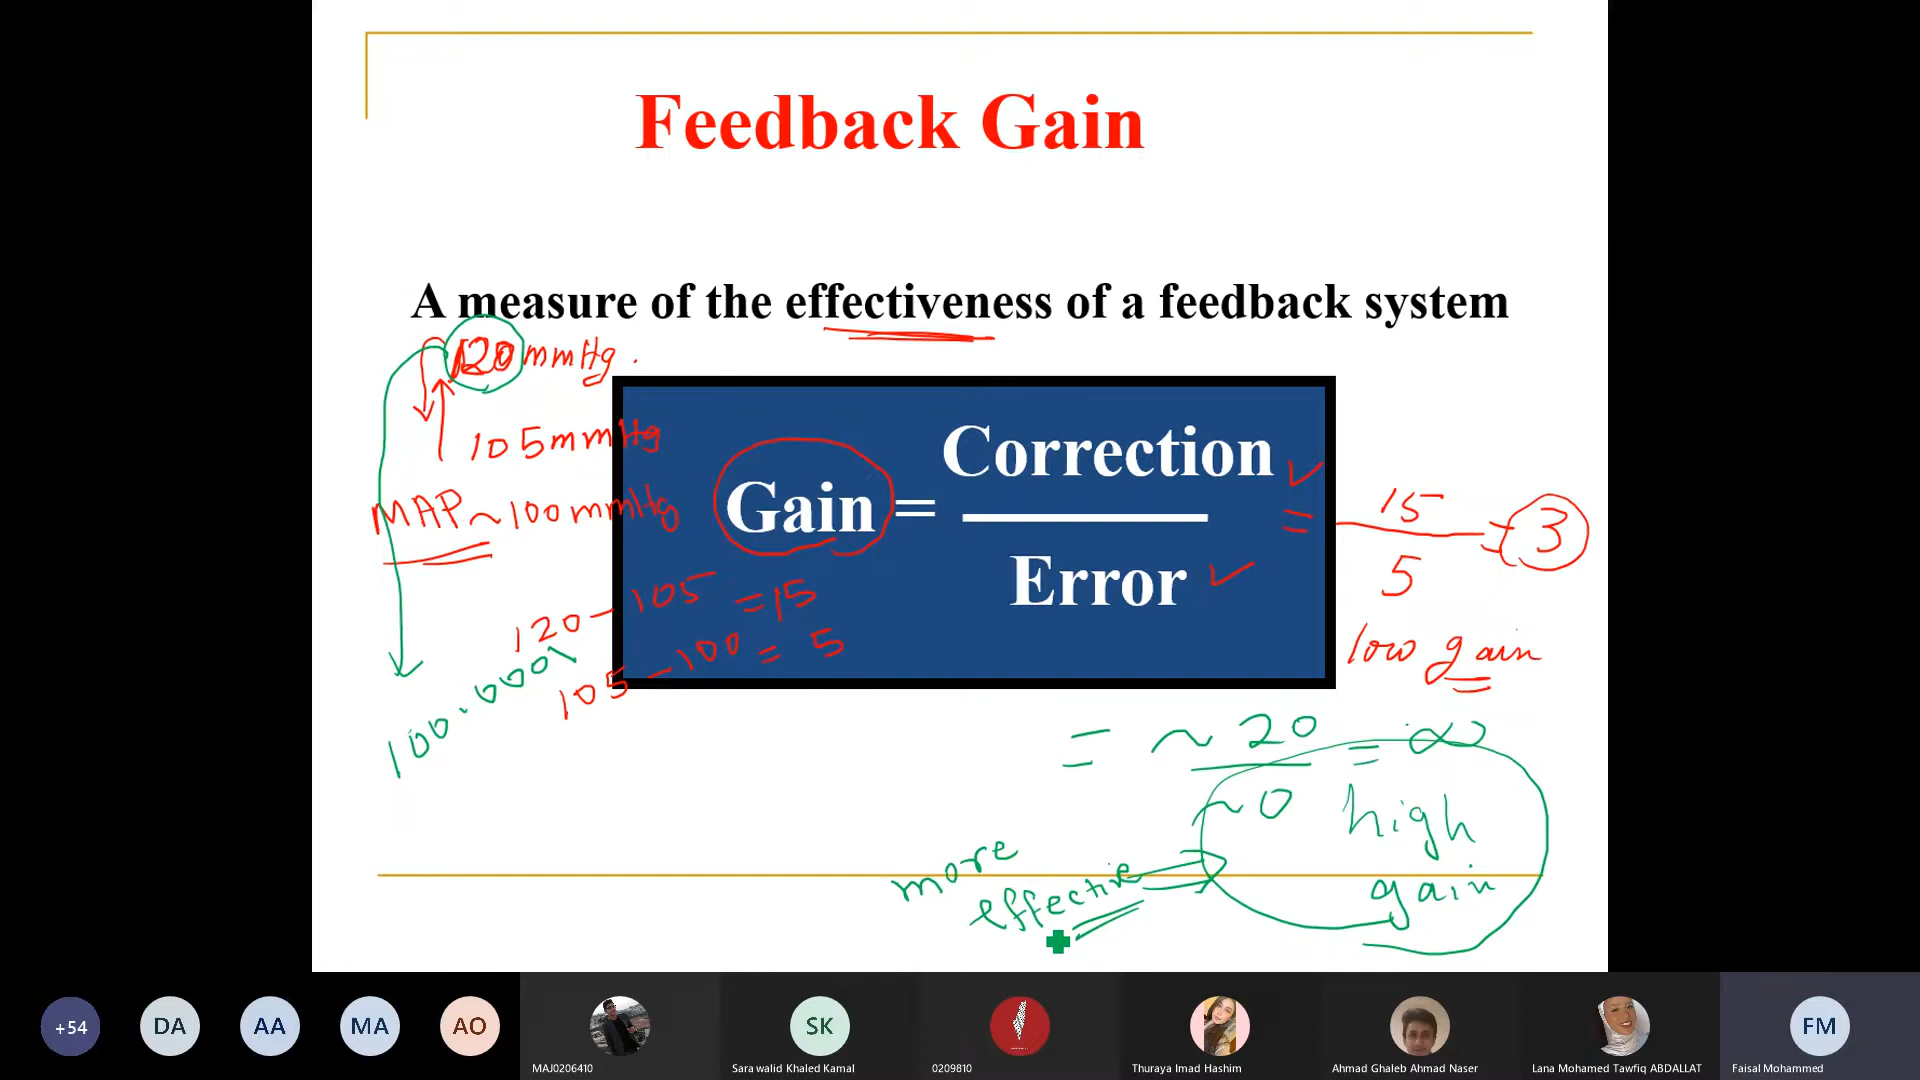 Feedback Gain
A measure of the effectiveness of a feedback system
120 mmHg.
105 mmHg
MAP ~ 100 mmHg
Gain = Correction
Error
= 15
5
= 3
120 - 105 = 15
105 - 100 = 5
100.0001
low gain
= ~ 20 = ∞
~0
high
gain
more
effective
+54
DA
AA
MA
AO
SK
FM
MAJ0206410
Sara walid Khaled Kamal
0209810
Thuraya Imad Hashim
Ahmad Ghaleb Ahmad Naser
Lana Mohamed Tawfiq ABDALLAT
Faisal Mohammed